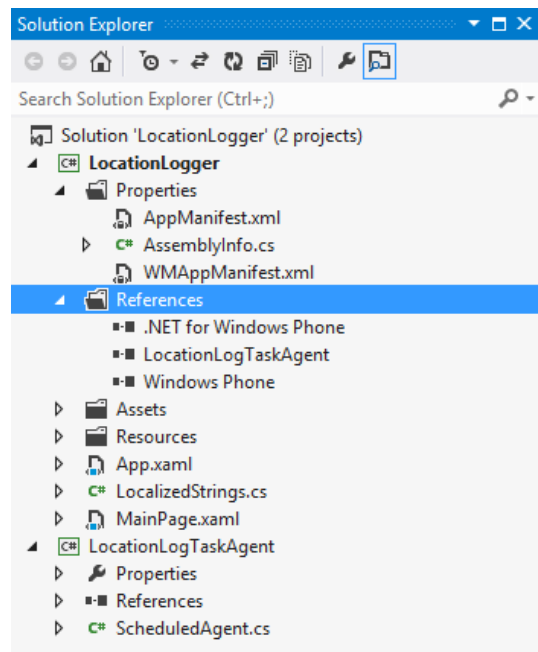 Solution Explorer
Search Solution Explorer (Ctrl+;)
Solution 'LocationLogger' (2 projects)
C# LocationLogger
Properties
AppManifest.xml
C# AssemblyInfo.cs
WMAppManifest.xml
References
.NET for Windows Phone
LocationLogTaskAgent
Windows Phone
Assets
Resources
App.xaml
C# LocalizedStrings.cs
MainPage.xaml
C# LocationLogTaskAgent
Properties
References
C# ScheduledAgent.cs